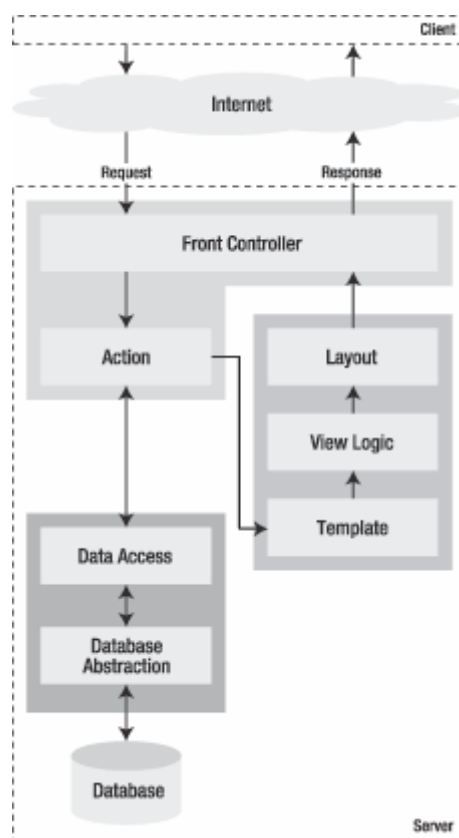 Client
Internet
Request
Response
Front Controller
Action
Layout
View Logic
Template
Data Access
Database
Abstraction
Database
Server